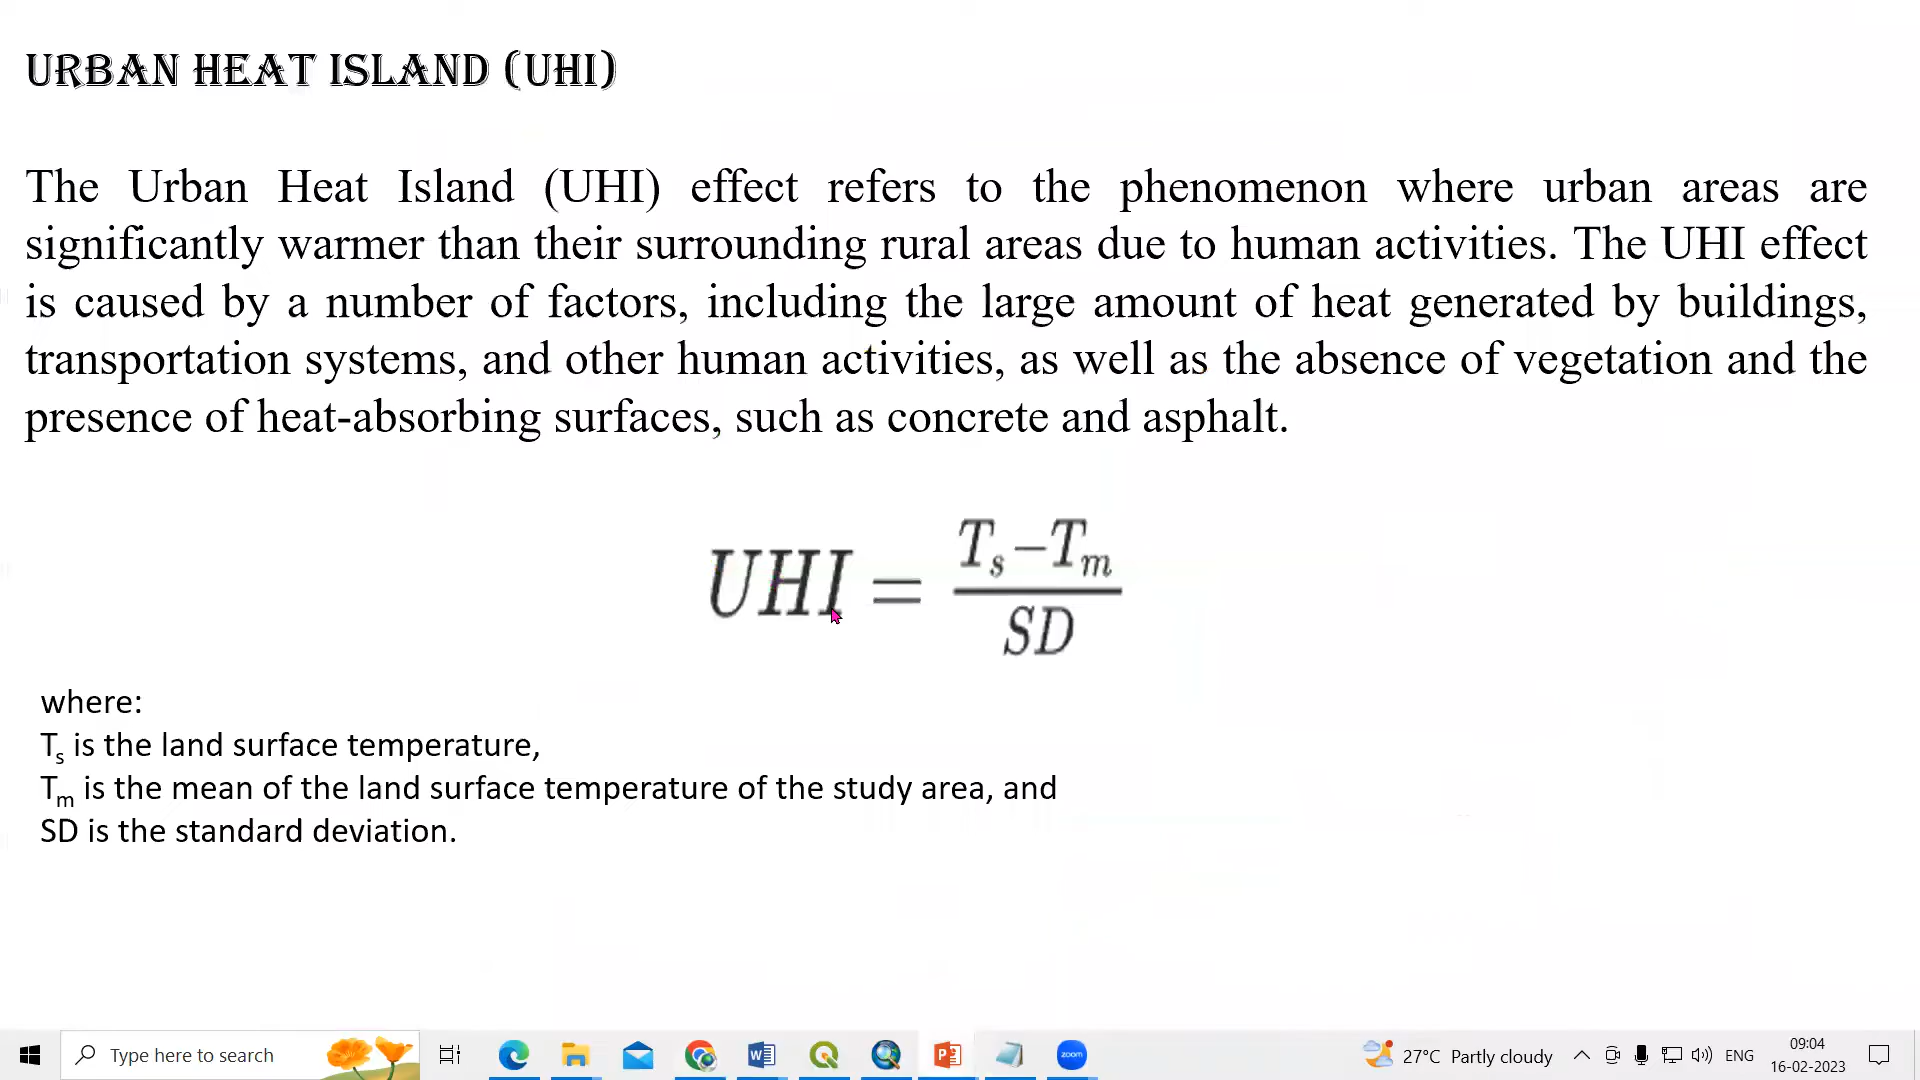 URBAN HEAT ISLAND (UHI)
The Urban Heat Island (UHI) effect refers to the phenomenon where urban areas are
significantly warmer than their surrounding rural areas due to human activities. The UHI effect
is caused by a number of factors, including the large amount of heat generated by buildings,
transportation systems, and other human activities, as well as the absence of vegetation and the
presence of heat-absorbing surfaces, such as concrete and asphalt.
UHI = (Ts−Tm)/SD
where:
Ts is the land surface temperature,
Tm is the mean of the land surface temperature of the study area, and
SD is the standard deviation.
Type here to search
zoom
27°C Partly cloudy
ENG
09:04
16-02-2023